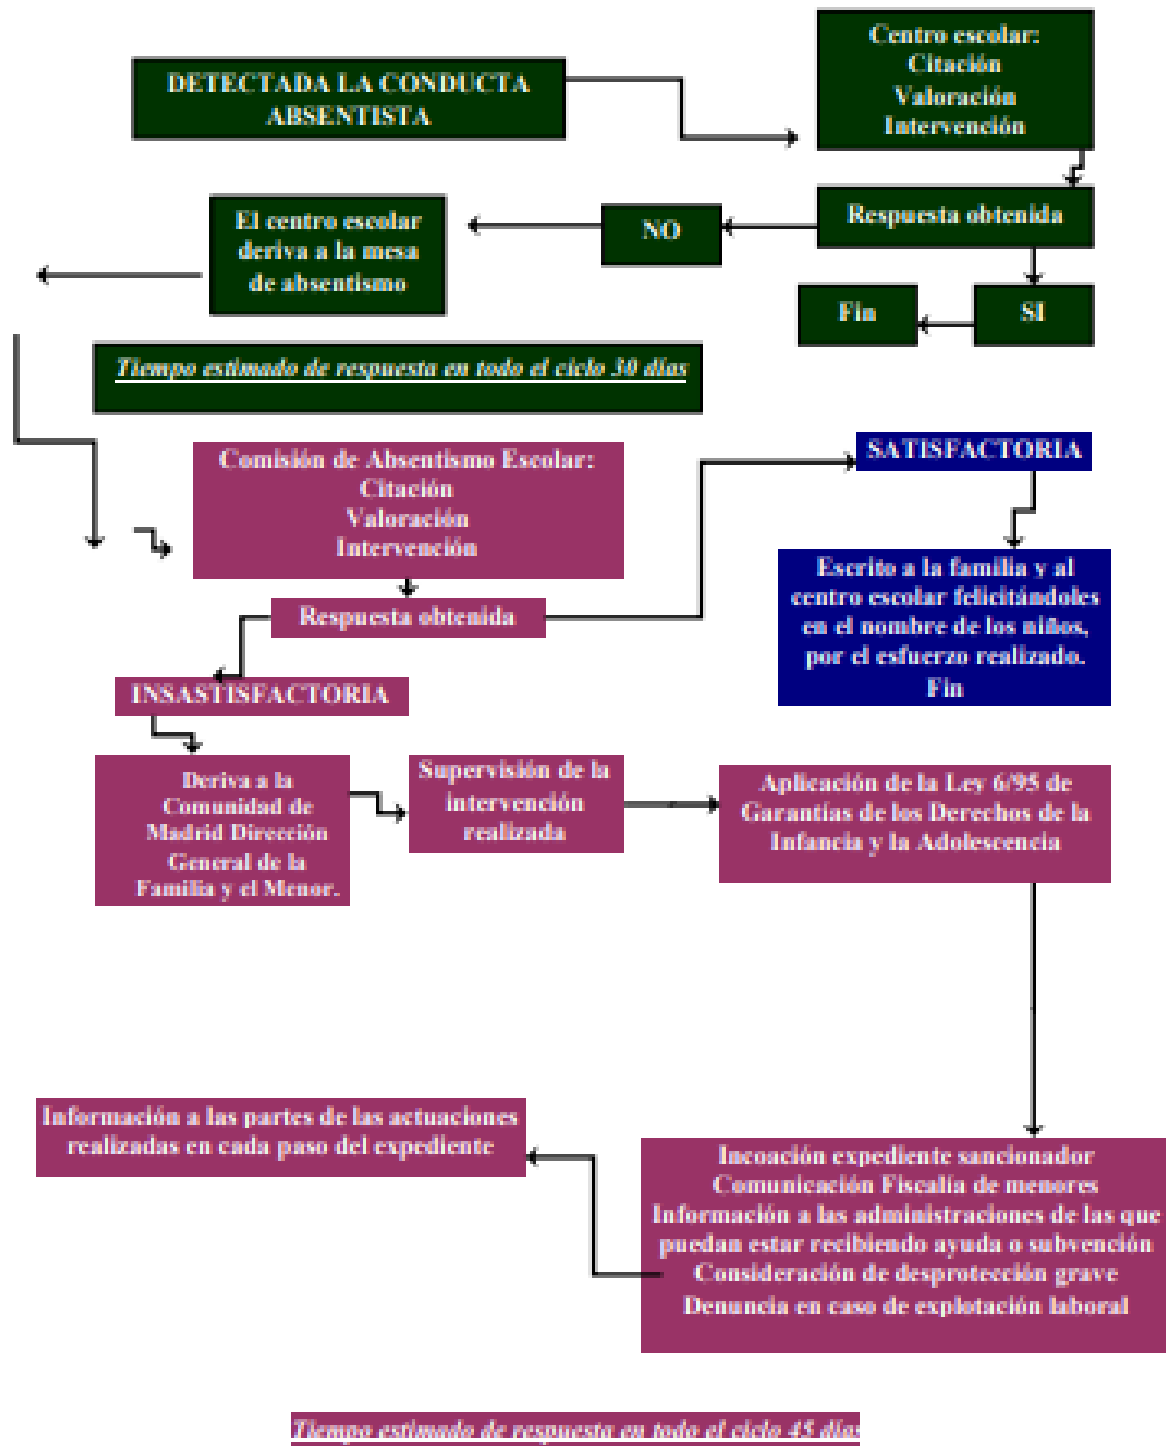 DETECTADA LA CONDUCTA
ABSENTISTA
Centro escolar:
Citación
Valoración
Intervención
Respuesta obtenida
NO
El centro escolar
deriva a la mesa
de absentismo
SI
Fin
Tiempo estimado de respuesta en todo el ciclo 30 días
Comisión de Absentismo Escolar:
Citación
Valoración
Intervención
Respuesta obtenida
SATISFACTORIA
Escrito a la familia y al
centro escolar felicitándoles
en el nombre de los niños,
por el esfuerzo realizado.
Fin
INSASTISFACTORIA
Deriva a la
Comunidad de
Madrid Dirección
General de la
Familia y el Menor.
Supervisión de la
intervención
realizada
Aplicación de la Ley 6/95 de
Garantías de los Derechos de la
Infancia y la Adolescencia
Incoación expediente sancionador
Comunicación Fiscalía de menores
Información a las administraciones de las que
puedan estar recibiendo ayuda o subvención
Consideración de desprotección grave
Denuncia en caso de explotación laboral
Información a las partes de las actuaciones
realizadas en cada paso del expediente
Tiempo estimado de respuesta en todo el ciclo 45 días